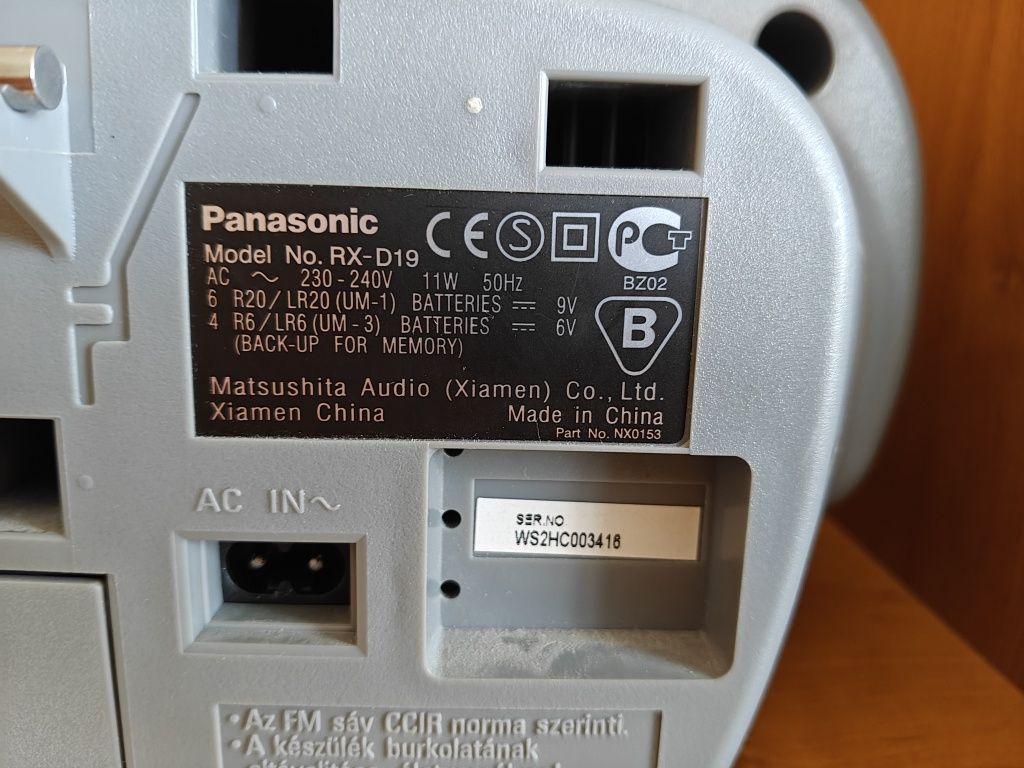 Panasonic
Model No. RX-D19
CE S PCT
BZ02
AC ～ 230-240V 11W 50Hz
6 R20/LR20 (UM-1) BATTERIES ⎓ 9V
4 R6/LR6 (UM-3) BATTERIES ⎓ 6V
(BACK-UP FOR MEMORY)
B
Matsushita Audio (Xiamen) Co., Ltd.
Xiamen China Made in China
Part No. NX0153
AC IN～
SER.NO.
WS2HC003416
•Az FM sáv CCIR norma szerinti.
•A készülék burkolatának